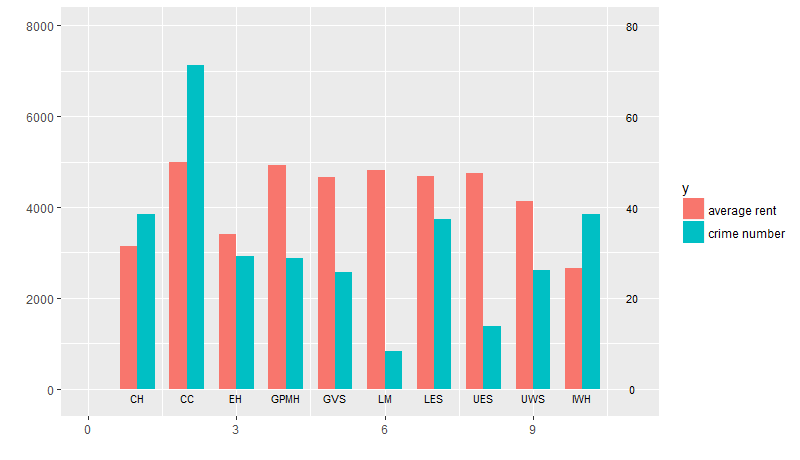 8000
6000
4000
2000
0
80
60
40
20
0
CH CC EH GPMH GVS LM LES UES UWS IWH
0 3 6 9
y
average rent
crime number